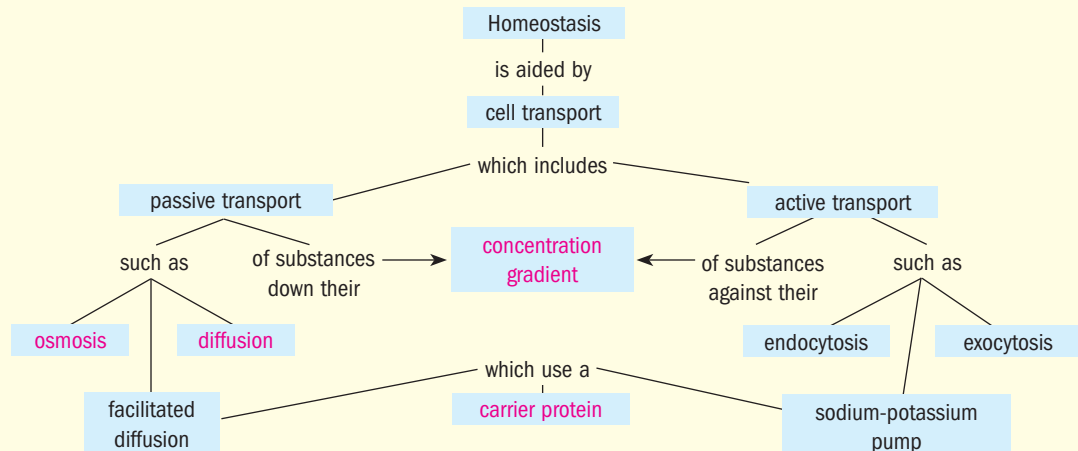 Homeostasis
is aided by
cell transport
which includes
passive transport
active transport
such as
of substances
down their
concentration
gradient
of substances
against their
such as
osmosis
diffusion
endocytosis
exocytosis
which use a
facilitated
diffusion
carrier protein
sodium-potassium
pump